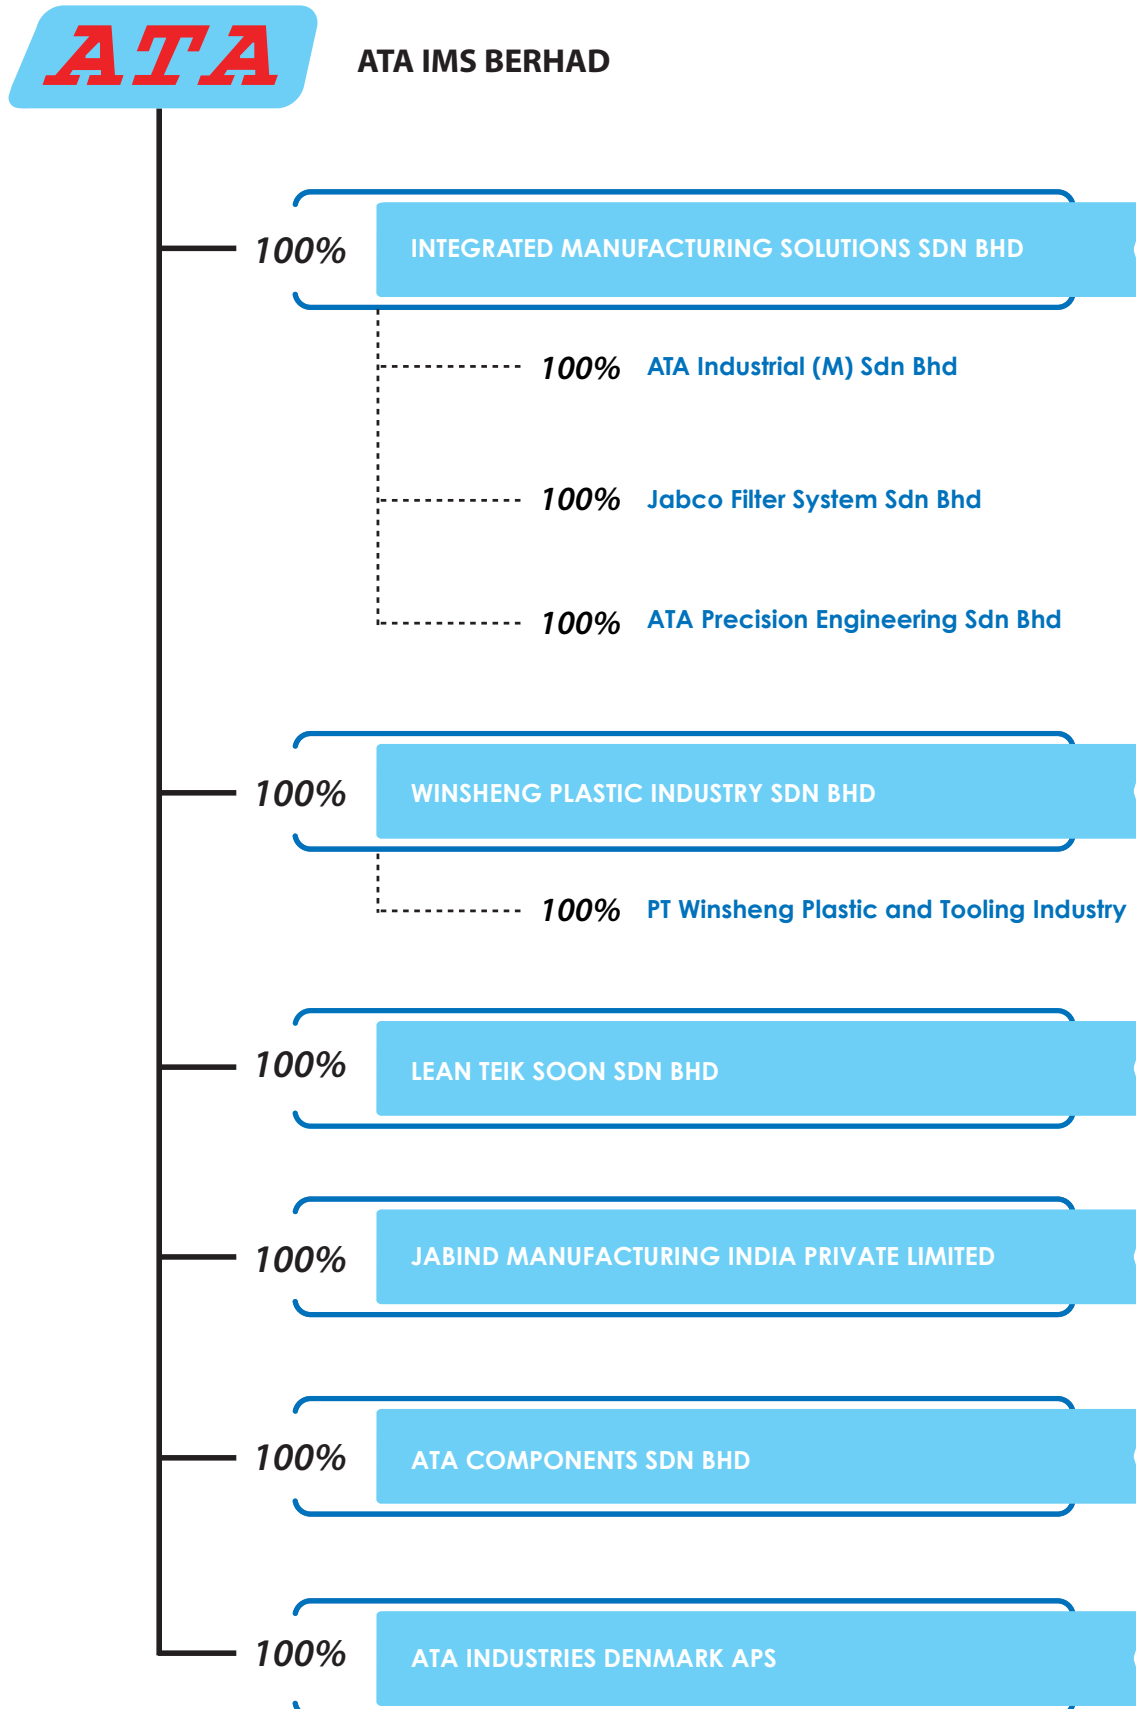 ATA
ATA IMS BERHAD
100%
INTEGRATED MANUFACTURING SOLUTIONS SDN BHD
100%
ATA Industrial (M) Sdn Bhd
100%
Jabco Filter System Sdn Bhd
100%
ATA Precision Engineering Sdn Bhd
100%
WINSHENG PLASTIC INDUSTRY SDN BHD
100%
PT Winsheng Plastic and Tooling Industry
100%
LEAN TEIK SOON SDN BHD
100%
JABIND MANUFACTURING INDIA PRIVATE LIMITED
100%
ATA COMPONENTS SDN BHD
100%
ATA INDUSTRIES DENMARK APS